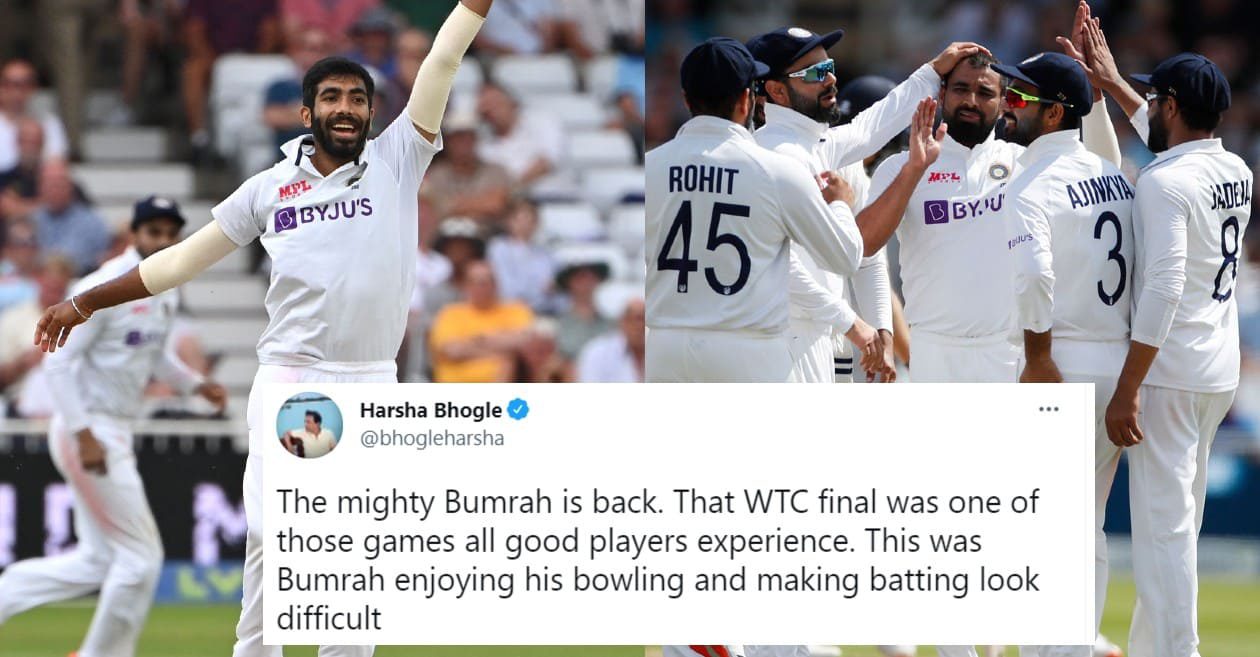 MPL
BYJU'S
ROHIT
45
MPL
BYJU'
BYJU'S
AJINKYA
3
JADEJA
8
Harsha Bhogle
@bhogleharsha
The mighty Bumrah is back. That WTC final was one of
those games all good players experience. This was
Bumrah enjoying his bowling and making batting look
difficult